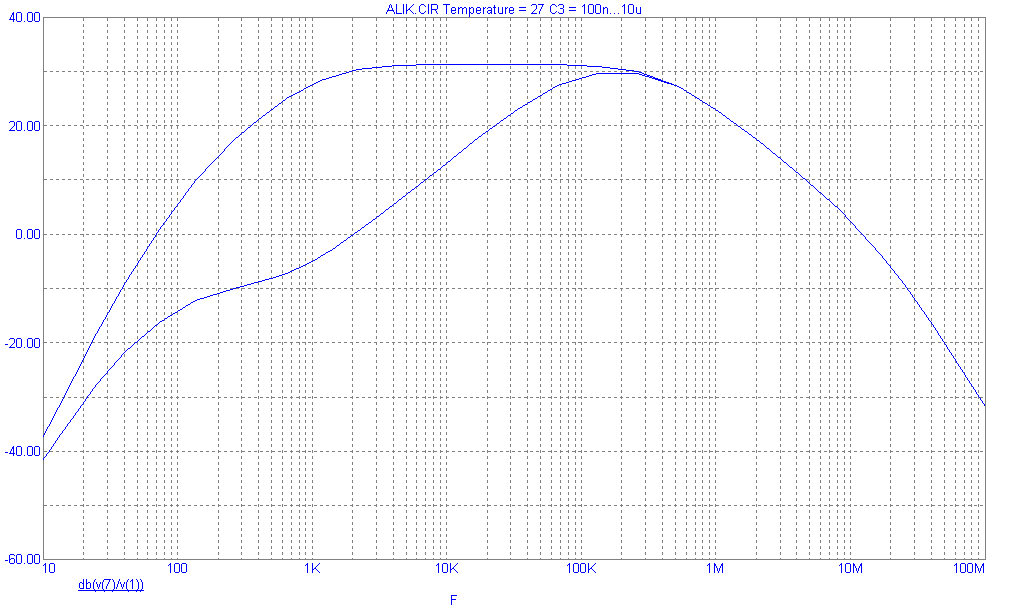 ALIK.CIR Temperature = 27 C3 = 100n...10u
40.00
20.00
0.00
-20.00
-40.00
-60.00
10 100 1K 10K 100K 1M 10M 100M
db(v(7)/v(1))
F